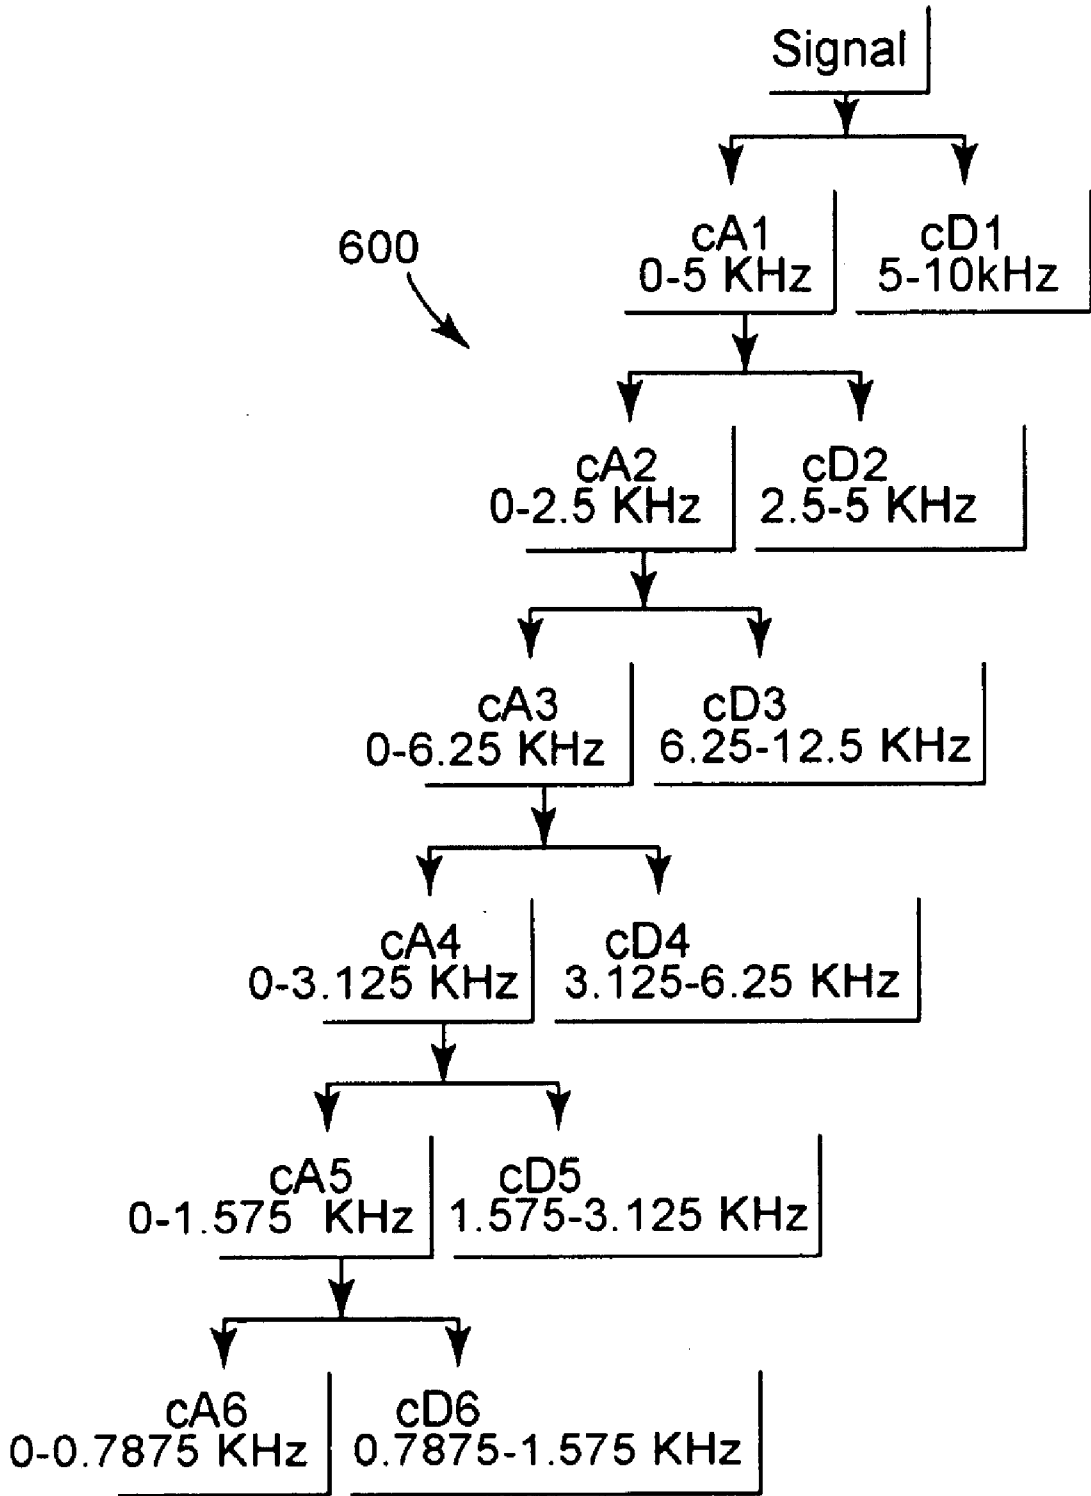 Signal
cA1
0-5 KHz
cD1
5-10kHz
600
cA2
0-2.5 KHz
cD2
2.5-5 KHz
cA3
0-6.25 KHz
cD3
6.25-12.5 KHz
cA4
0-3.125 KHz
cD4
3.125-6.25 KHz
cA5
0-1.575 KHz
cD5
1.575-3.125 KHz
cA6
0-0.7875 KHz
cD6
0.7875-1.575 KHz